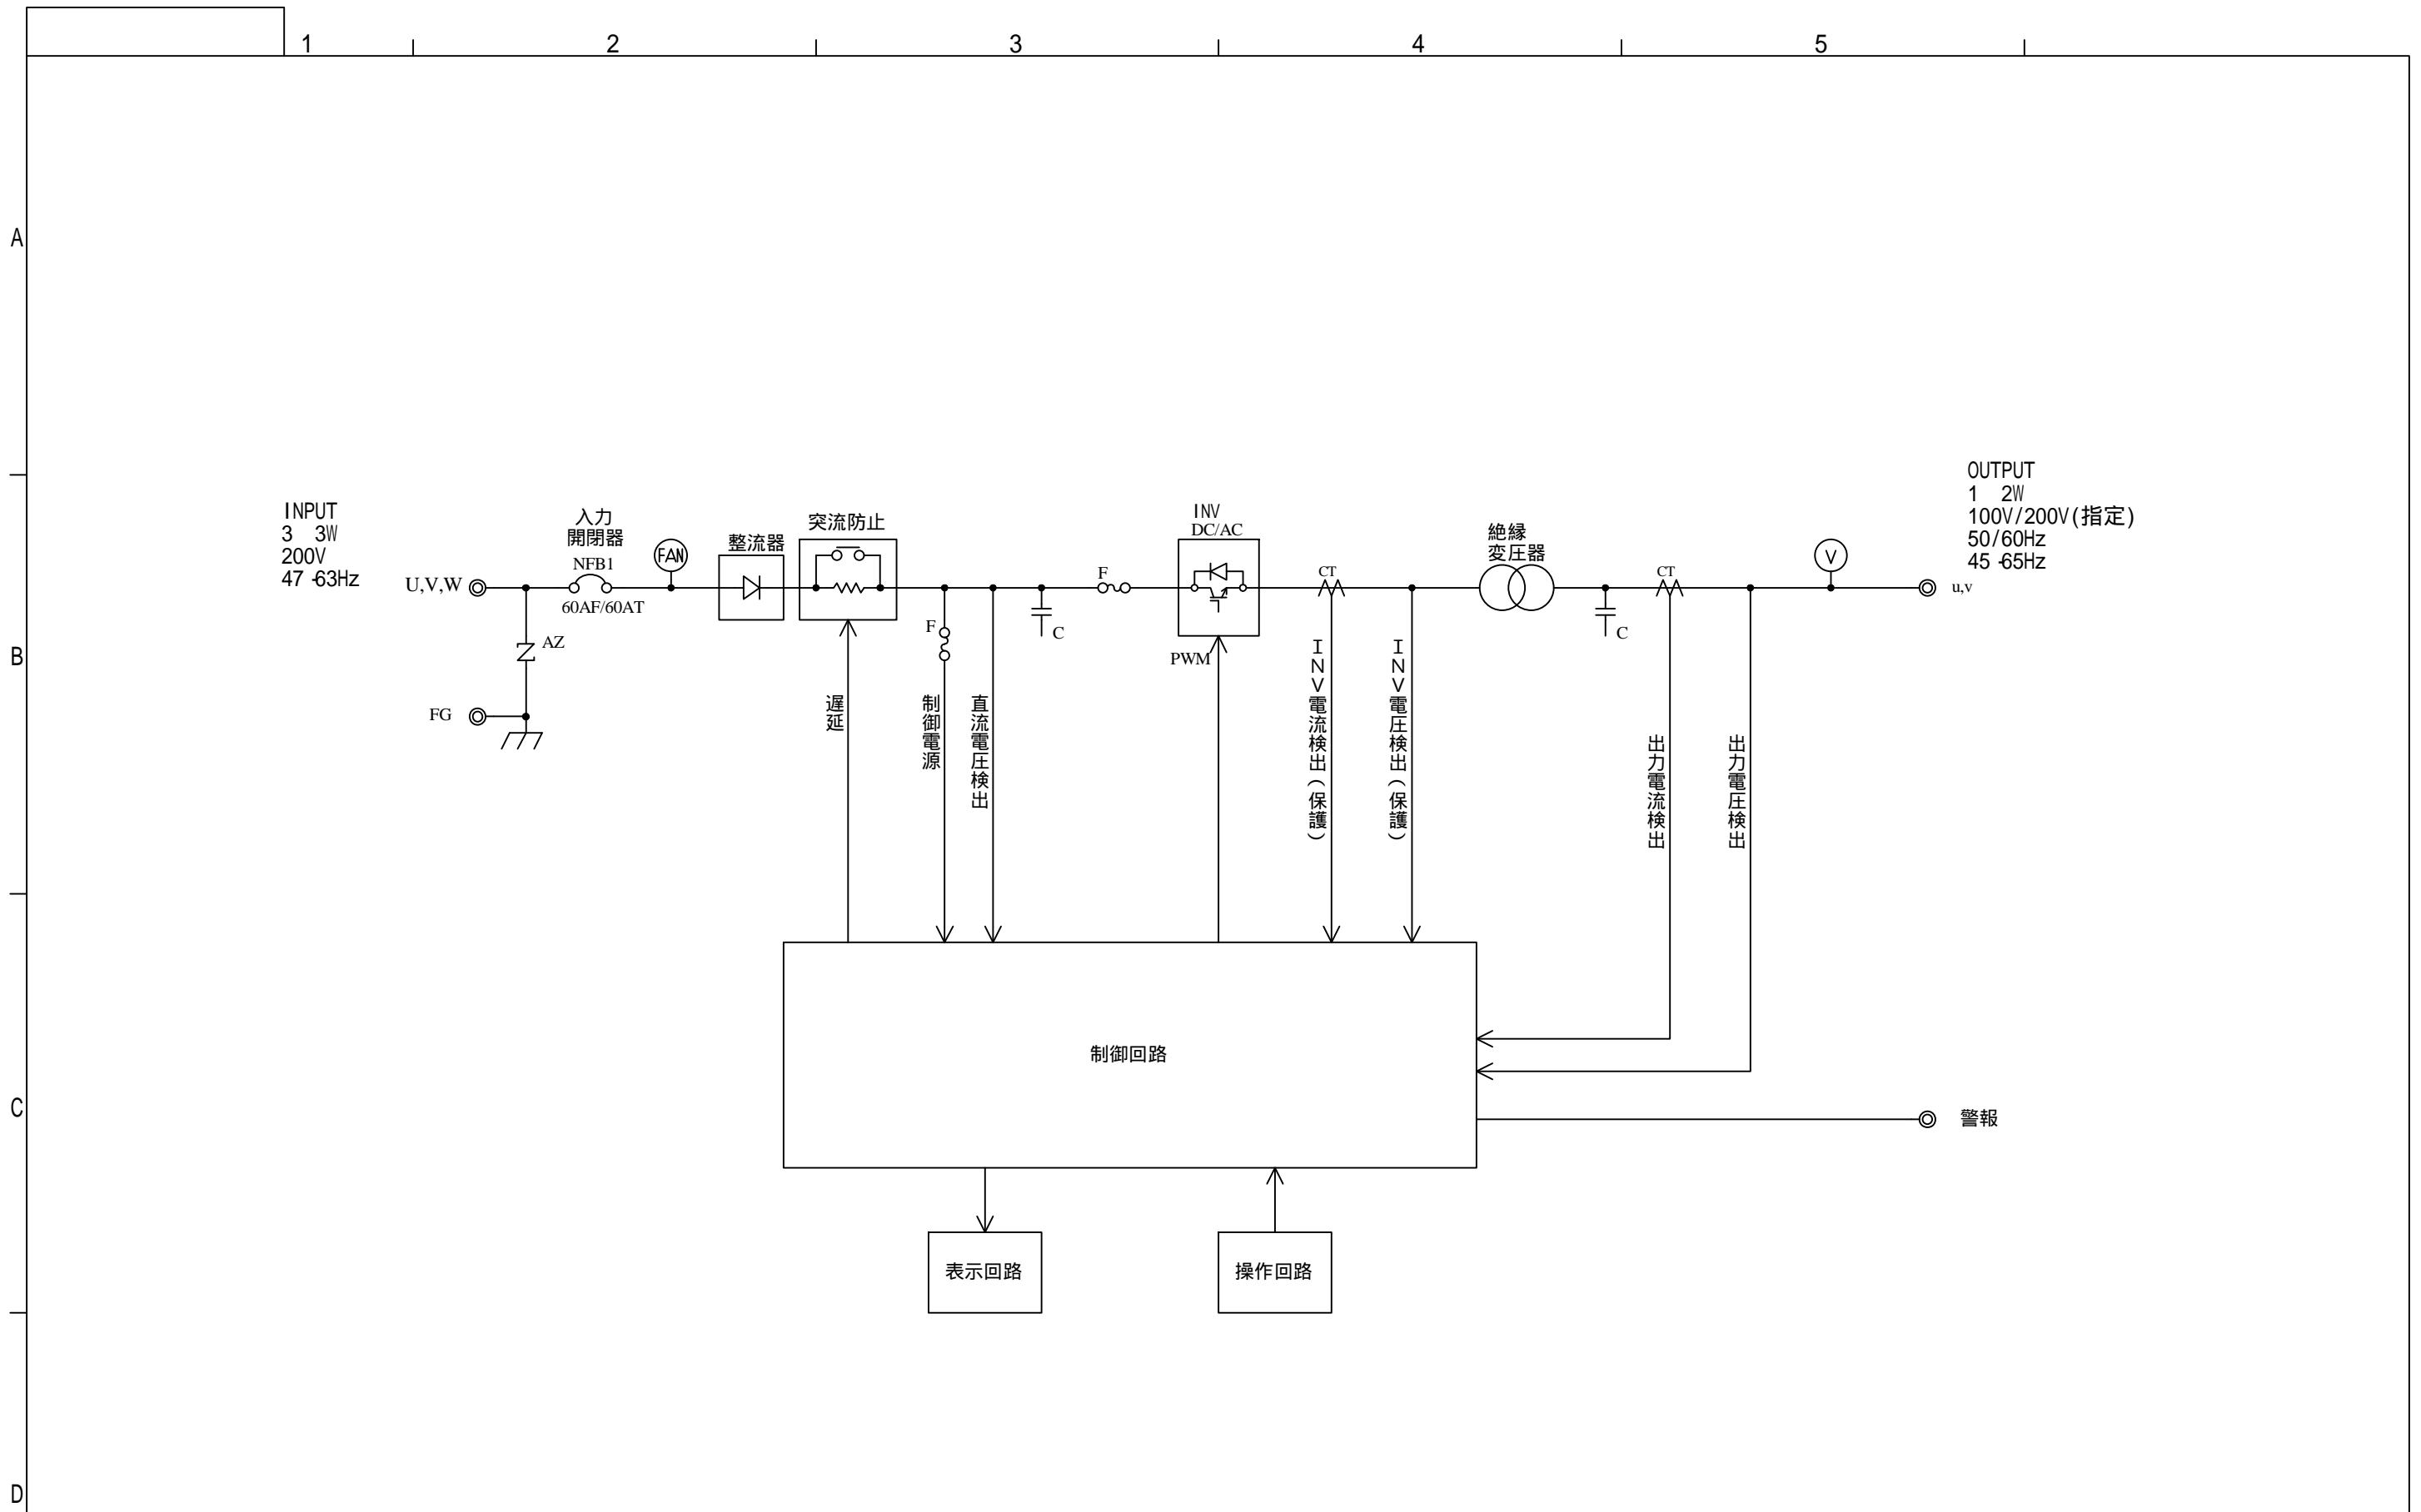 1
2
3
4
5
A
B
C
D
INPUT
3 3W
200V
47-63Hz
U,V,W
FG
AZ
入力
開閉器
NFB1
60AF/60AT
FAN
整流器
突流防止
遅延
F
制御電源
直流電圧検出
C
F
INV
DC/AC
PWM
CT
INV電流検出(保護)
INV電圧検出(保護)
絶縁
変圧器
C
CT
出力電流検出
出力電圧検出
V
OUTPUT
1 2W
100V/200V(指定)
50/60Hz
45-65Hz
u,v
制御回路
警報
表示回路
操作回路